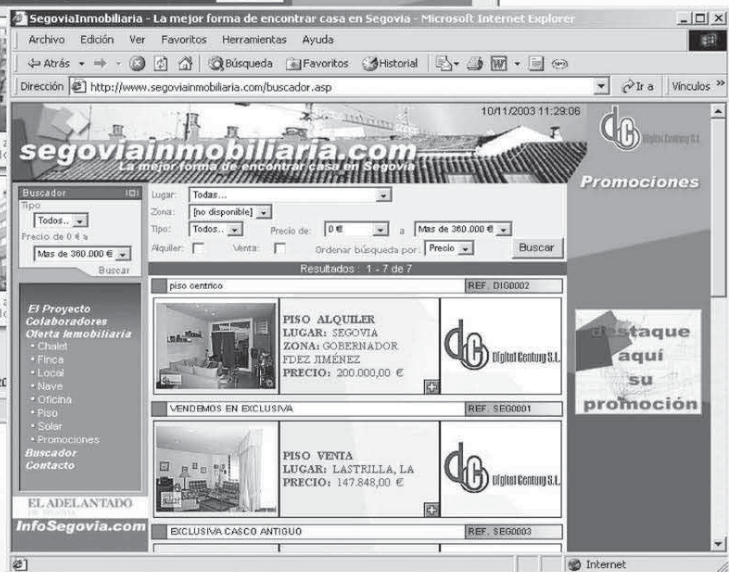 SegoviaInmobiliaria - La mejor forma de encontrar casa en Segovia - Microsoft Internet Explorer
Archivo Edición Ver Favoritos Herramientas Ayuda
Atrás Búsqueda Favoritos Historial
Dirección http://www.segoviainmobiliaria.com/buscador.asp Ir a Vínculos »
10/11/2003 11:29:06
segoviainmobiliaria.com
La mejor forma de encontrar casa en Segovia
dc Digital Century S.L.
Promociones
Buscador
Tipo
Todos..
Precio de 0 € a
Mas de 360.000 €
Buscar
Lugar: Todas...
Zona: [no disponible]
Tipo: Todos.. Precio de: 0 € a Mas de 360.000 €
Alquiler: Venta: Ordenar búsqueda por: Precio Buscar
Resultados : 1 - 7 de 7
El Proyecto
Colaboradores
Oferta Inmobiliaria
• Chalet
• Finca
• Local
• Nave
• Oficina
• Piso
• Solar
• Promociones
Buscador
Contacto
EL ADELANTADO
DE SEGOVIA
InfoSegovia.com
piso centrico REF. DIG0002
PISO ALQUILER
LUGAR: SEGOVIA
ZONA: GOBERNADOR
FDEZ JIMÉNEZ
PRECIO: 200.000,00 €
dc Digital Century S.L.
VENDEMOS EN EXCLUSIVA REF. SEG0001
PISO VENTA
LUGAR: LASTRILLA, LA
PRECIO: 147.848,00 €
dc Digital Century S.L.
EXCLUSIVA CASCO ANTIGUO REF. SEG0003
destaque
aquí
su
promoción
Internet